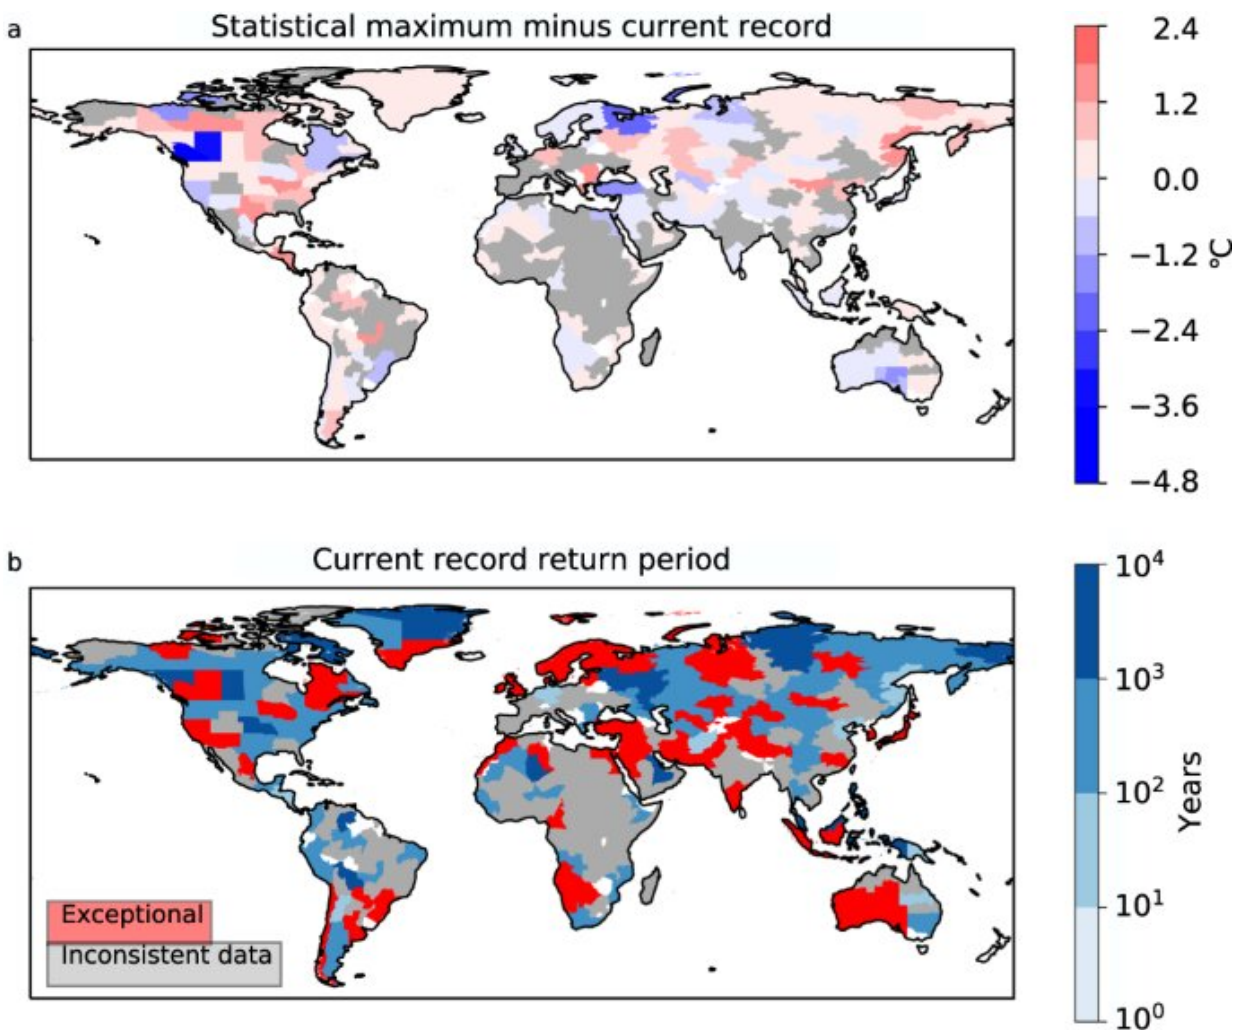 a
Statistical maximum minus current record
2.4
1.2
0.0
−1.2
−2.4
−3.6
−4.8
°C
b
Current record return period
10⁴
10³
10²
10¹
10⁰
Years
Exceptional
Inconsistent data